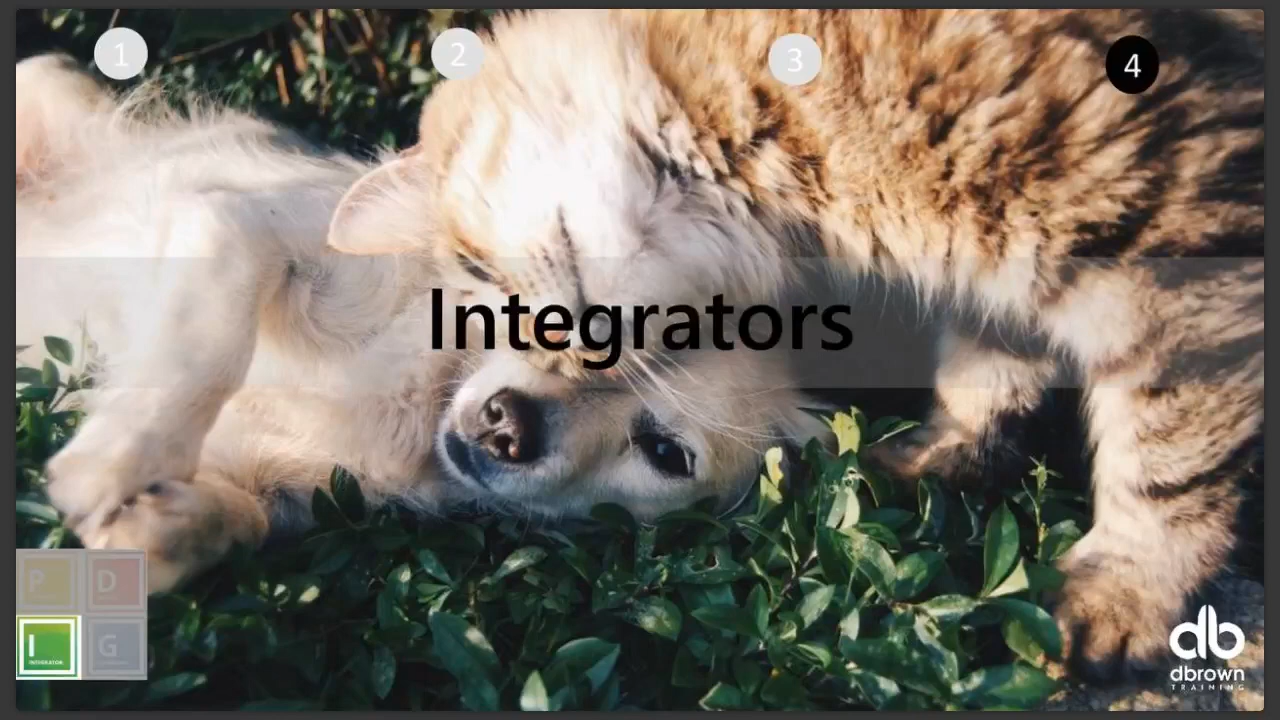 1
2
3
4
Integrators
P
D
I
INTEGRATOR
G
db
dbrown
TRAINING